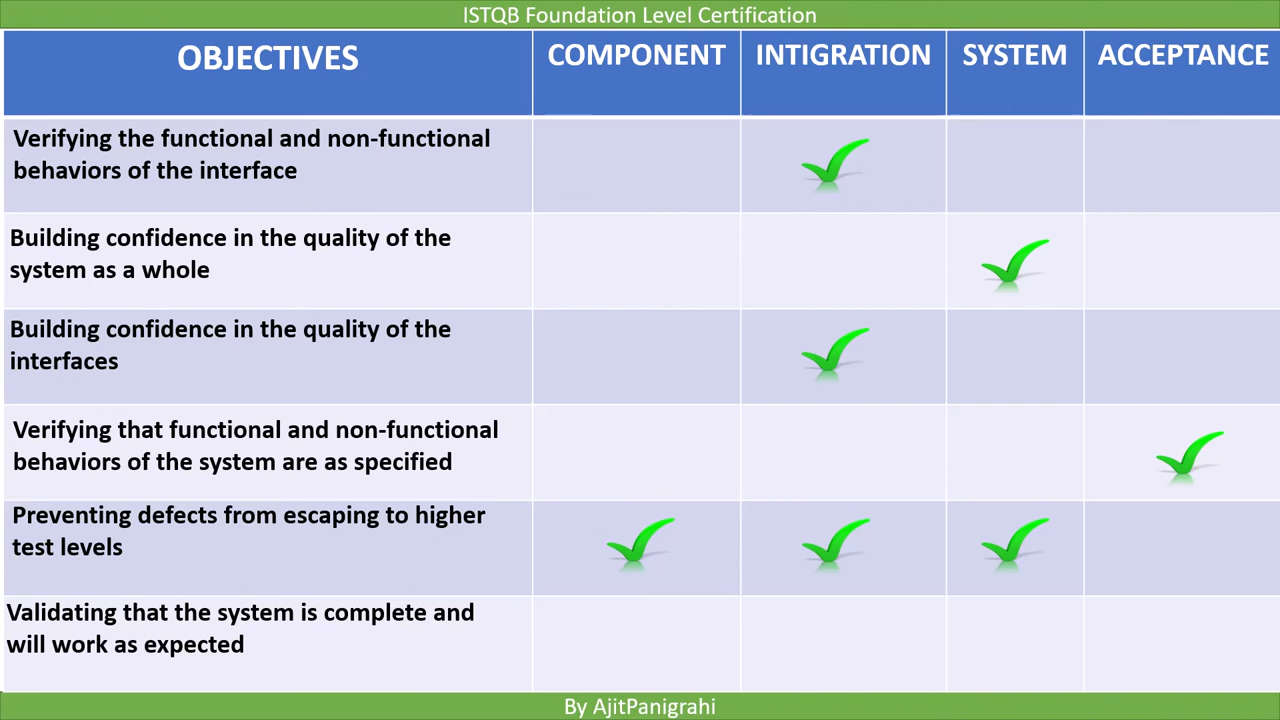 ISTQB Foundation Level Certification
OBJECTIVES COMPONENT INTIGRATION SYSTEM ACCEPTANCE
Verifying the functional and non-functional
behaviors of the interface
Building confidence in the quality of the
system as a whole
Building confidence in the quality of the
interfaces
Verifying that functional and non-functional
behaviors of the system are as specified
Preventing defects from escaping to higher
test levels
Validating that the system is complete and
will work as expected
By AjitPanigrahi